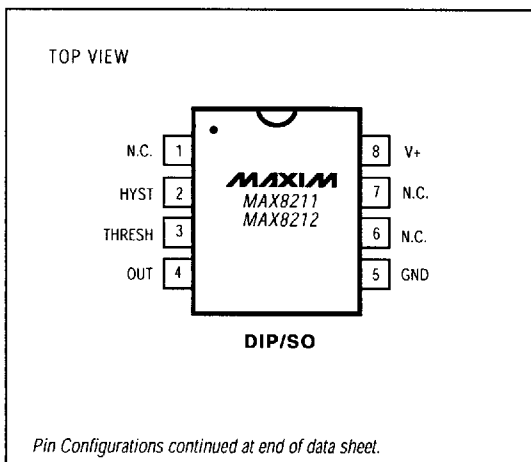 TOP VIEW
N.C. 1
HYST 2
THRESH 3
OUT 4
8 V+
7 N.C.
6 N.C.
5 GND
MAXIM
MAX8211
MAX8212
DIP/SO
Pin Configurations continued at end of data sheet.